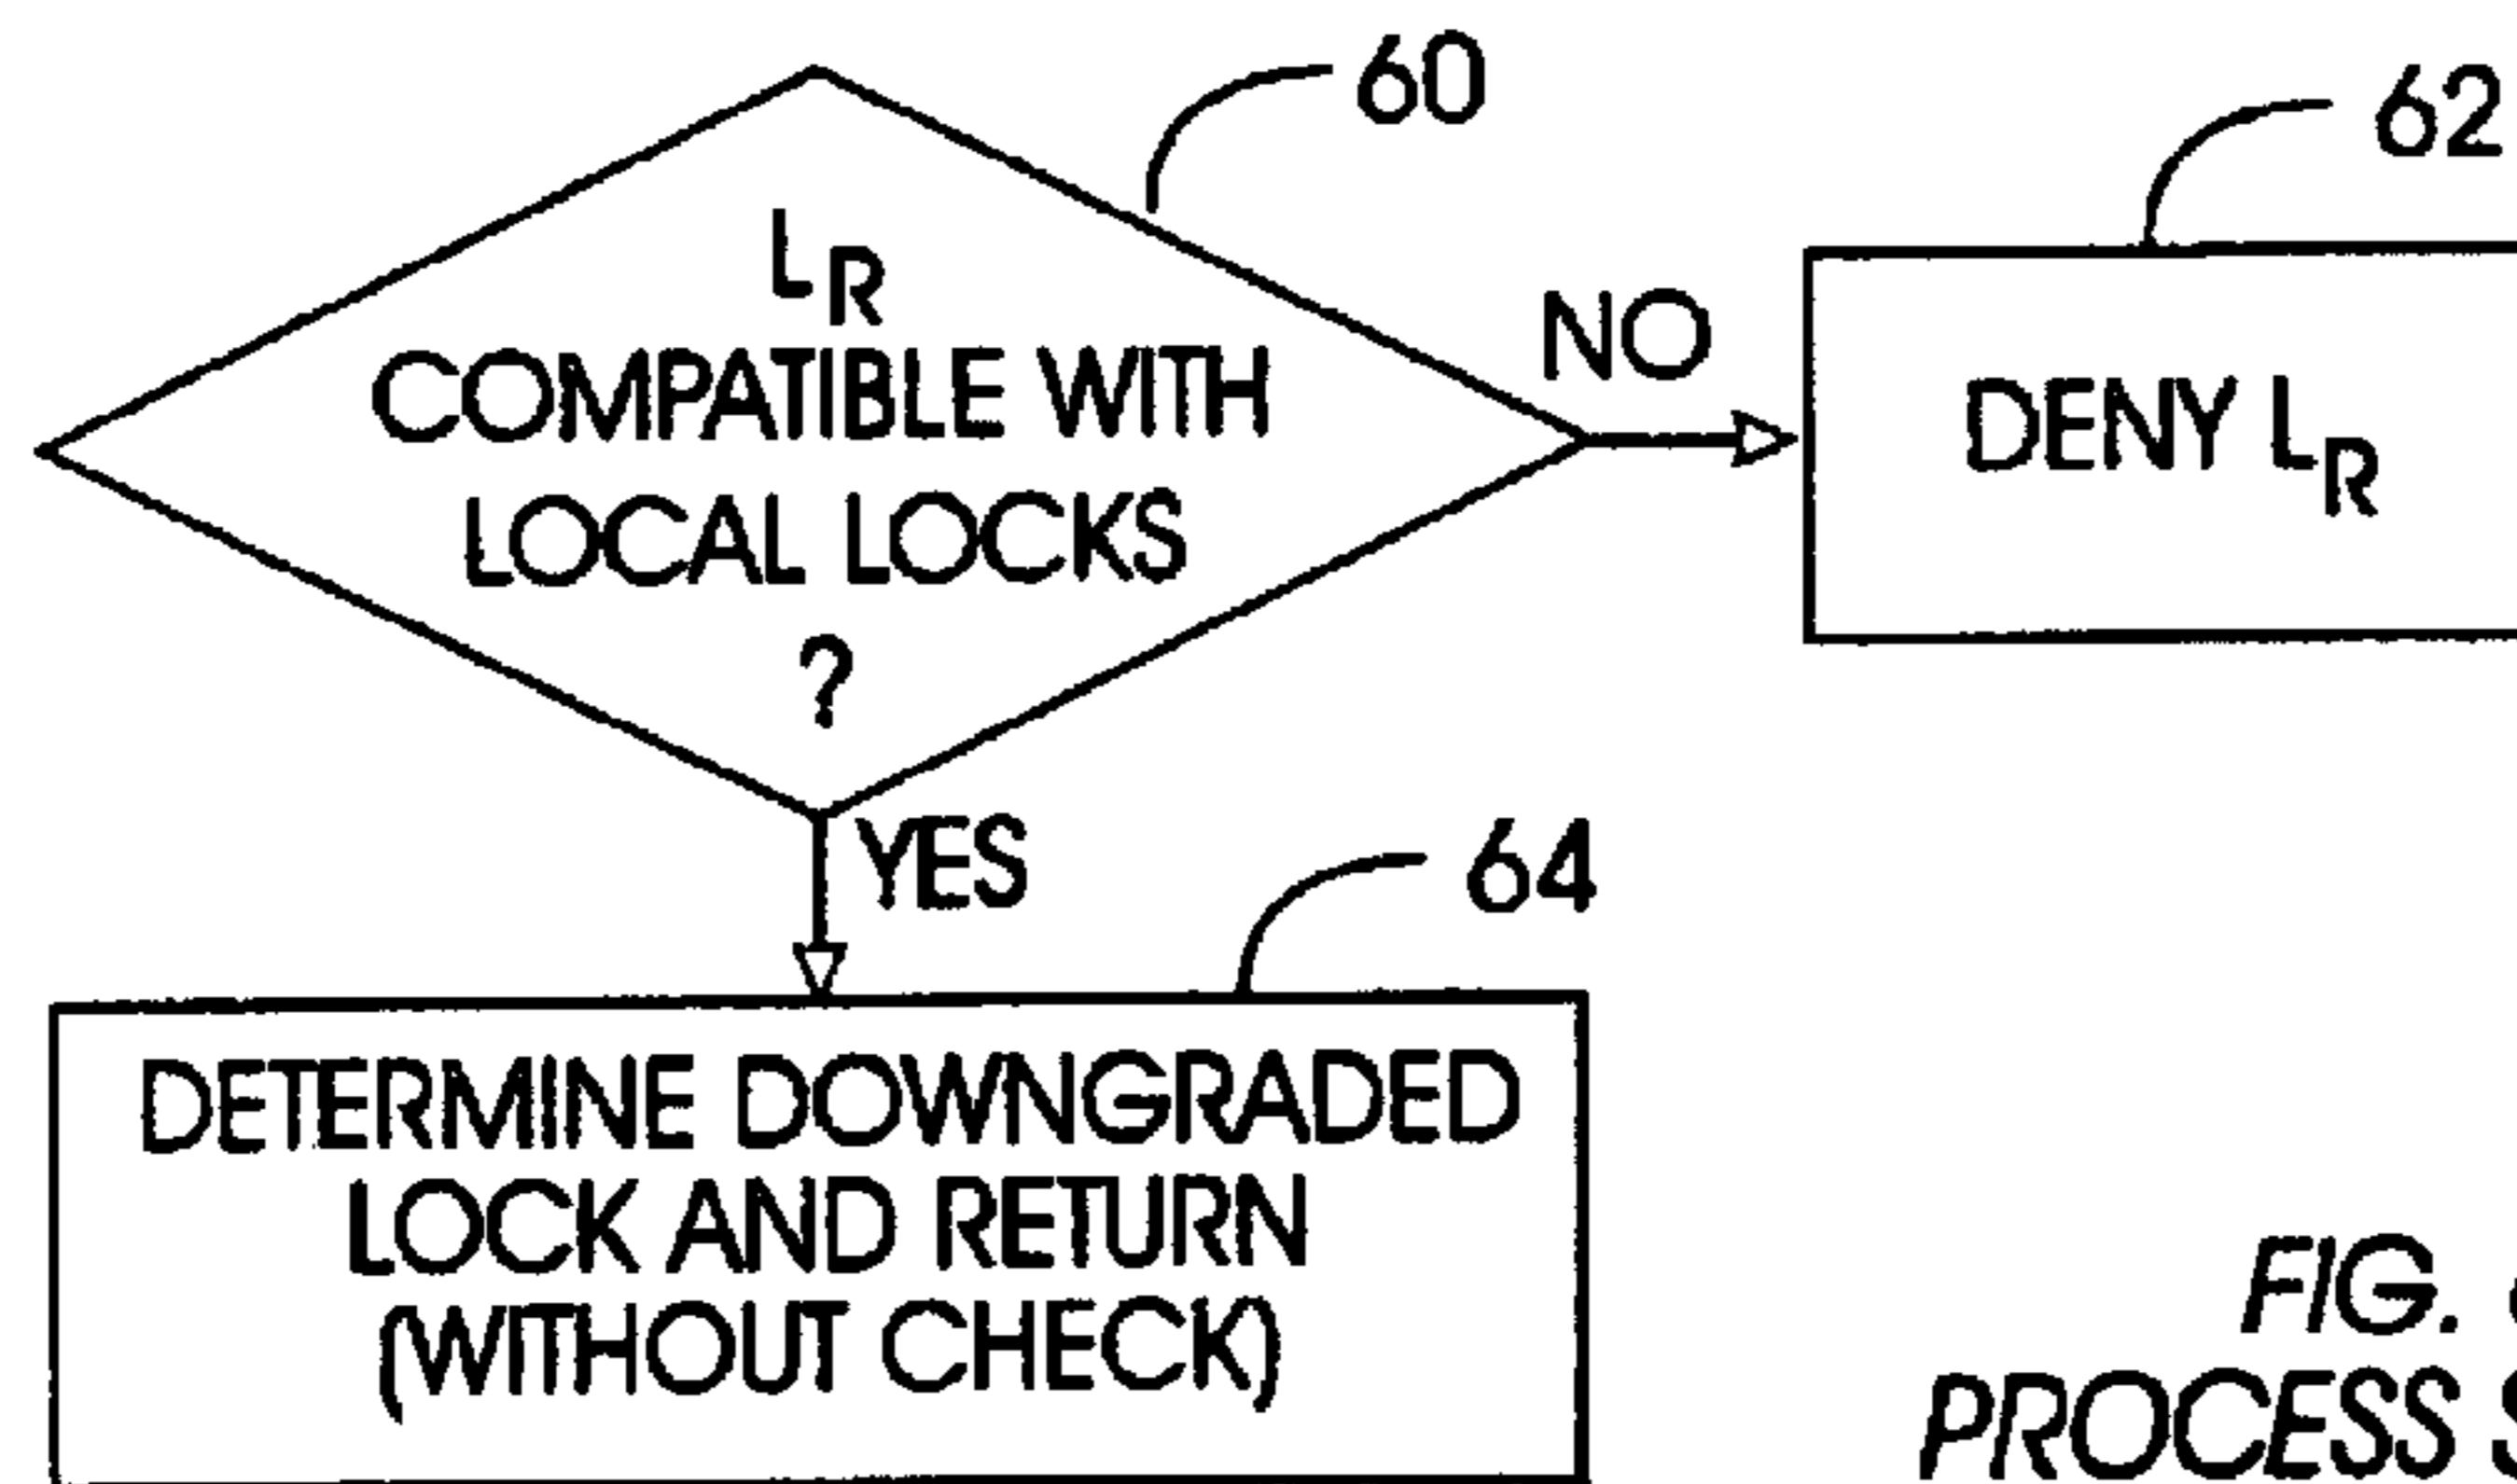 60
62
L_R
COMPATIBLE WITH
LOCAL LOCKS
?
NO
DENY L_R
YES
64
DETERMINE DOWNGRADED
LOCK AND RETURN
(WITHOUT CHECK)
FIG.
PROCESS